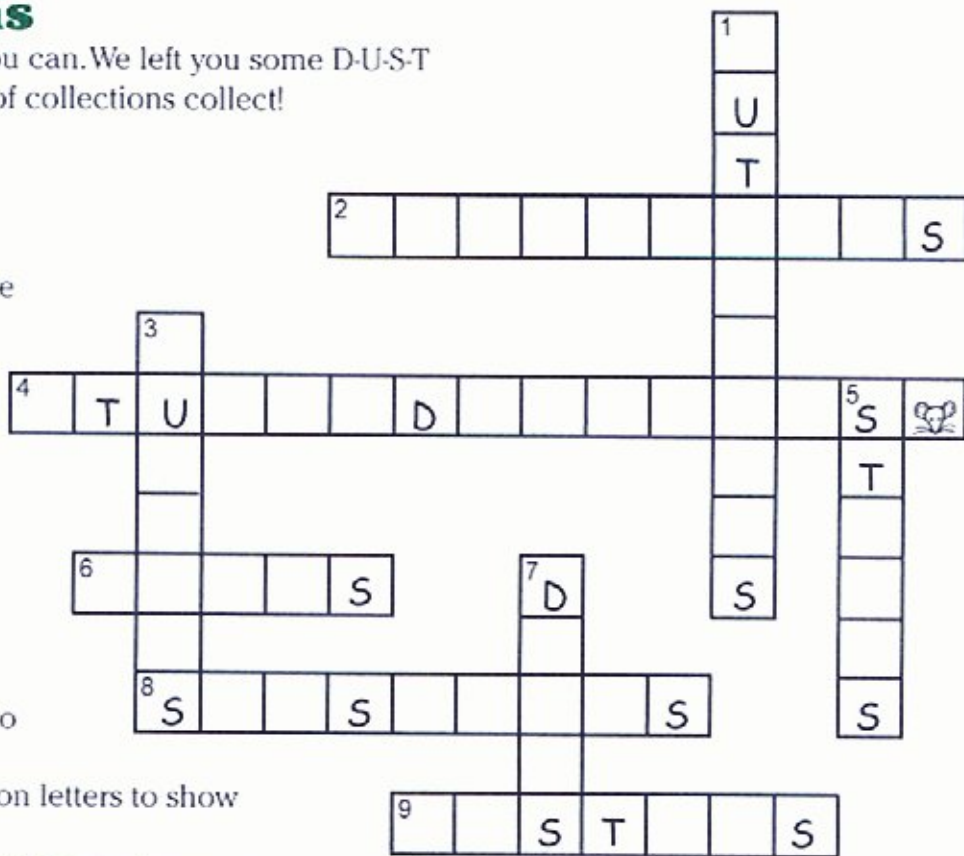 ns
ou can. We left you some D-U-S-T
of collections collect!
1
U
T
2 S
e
3
4 T U D 5 S
T
6 S 7 D S
8 S S S S
o
on letters to show
9 S T S